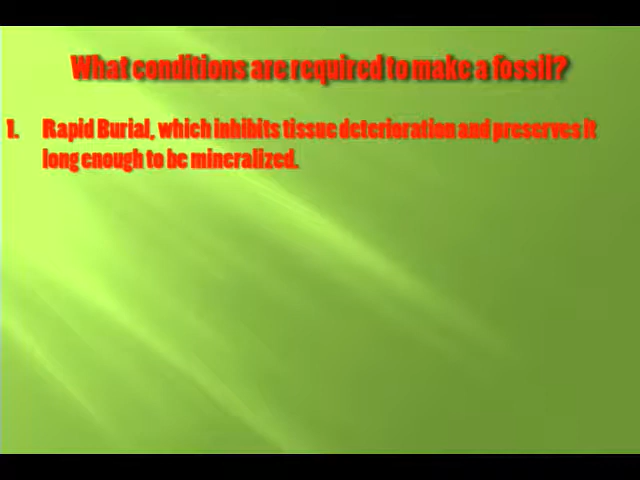 What conditions are required to make a fossil?
1. Rapid Burial, which inhibits tissue deterioration and preserves it
long enough to be mineralized.